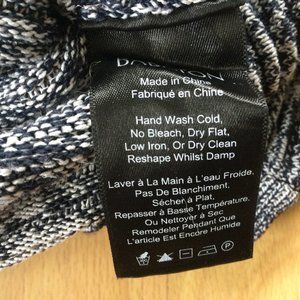 Made in China
Fabriqué en Chine
Hand Wash Cold,
No Bleach, Dry Flat,
Low Iron, Or Dry Clean
Reshape Whilst Damp
Laver à La Main à L'eau Froide,
Pas De Blanchiment,
Sécher à Plat,
Repasser à Basse Température,
Ou Nettoyer à Sec
Remodeler Pendant Que
L'article Est Encore Humide
P